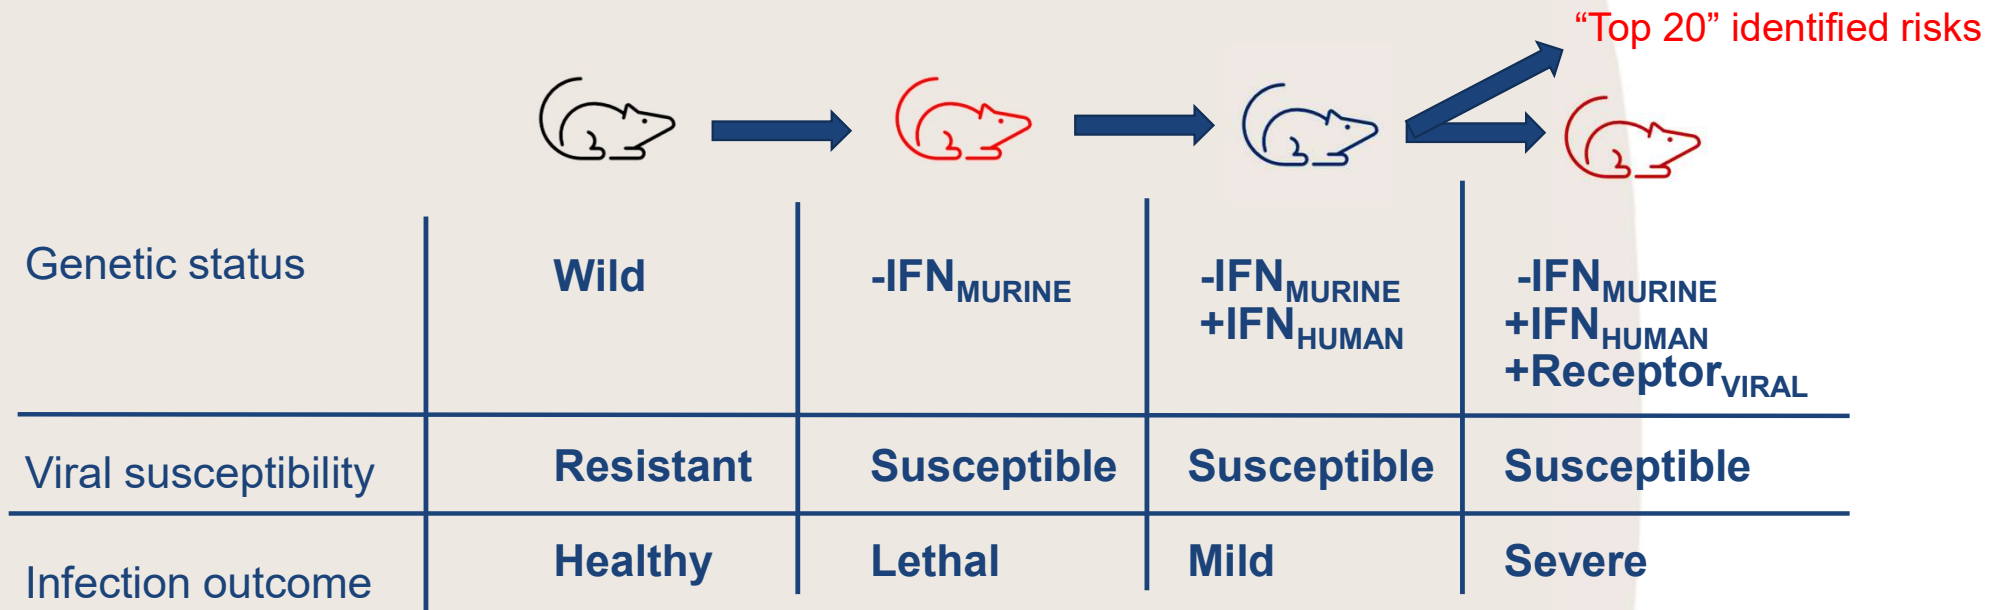 “Top 20” identified risks
Genetic status
Wild
-IFNMURINE
-IFNMURINE
+IFNHUMAN
-IFNMURINE
+IFNHUMAN
+ReceptorVIRAL
Viral susceptibility
Resistant
Susceptible
Susceptible
Susceptible
Infection outcome
Healthy
Lethal
Mild
Severe